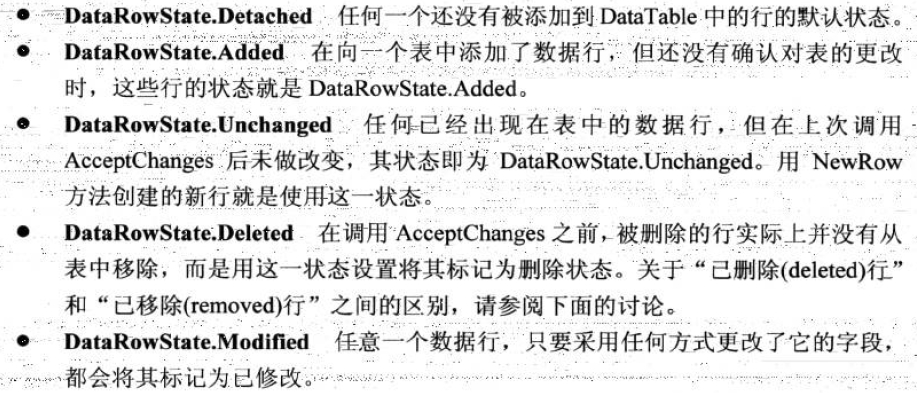 ● DataRowState.Detached 任何一个还没有被添加到 DataTable 中的行的默认状态。
● DataRowState.Added 在向一个表中添加了数据行，但还没有确认对表的更改
时，这些行的状态就是 DataRowState.Added。
● DataRowState.Unchanged 任何已经出现在表中的数据行，但在上次调用
AcceptChanges 后未做改变，其状态即为 DataRowState.Unchanged。用 NewRow
方法创建的新行就是使用这一状态。
● DataRowState.Deleted 在调用 AcceptChanges 之前，被删除的行实际上并没有从
表中移除，而是用这一状态设置将其标记为删除状态。关于“已删除(deleted)行”
和“已移除(removed)行”之间的区别，请参阅下面的讨论。
● DataRowState.Modified 任意一个数据行，只要采用任何方式更改了它的字段，
都会将其标记为已修改。